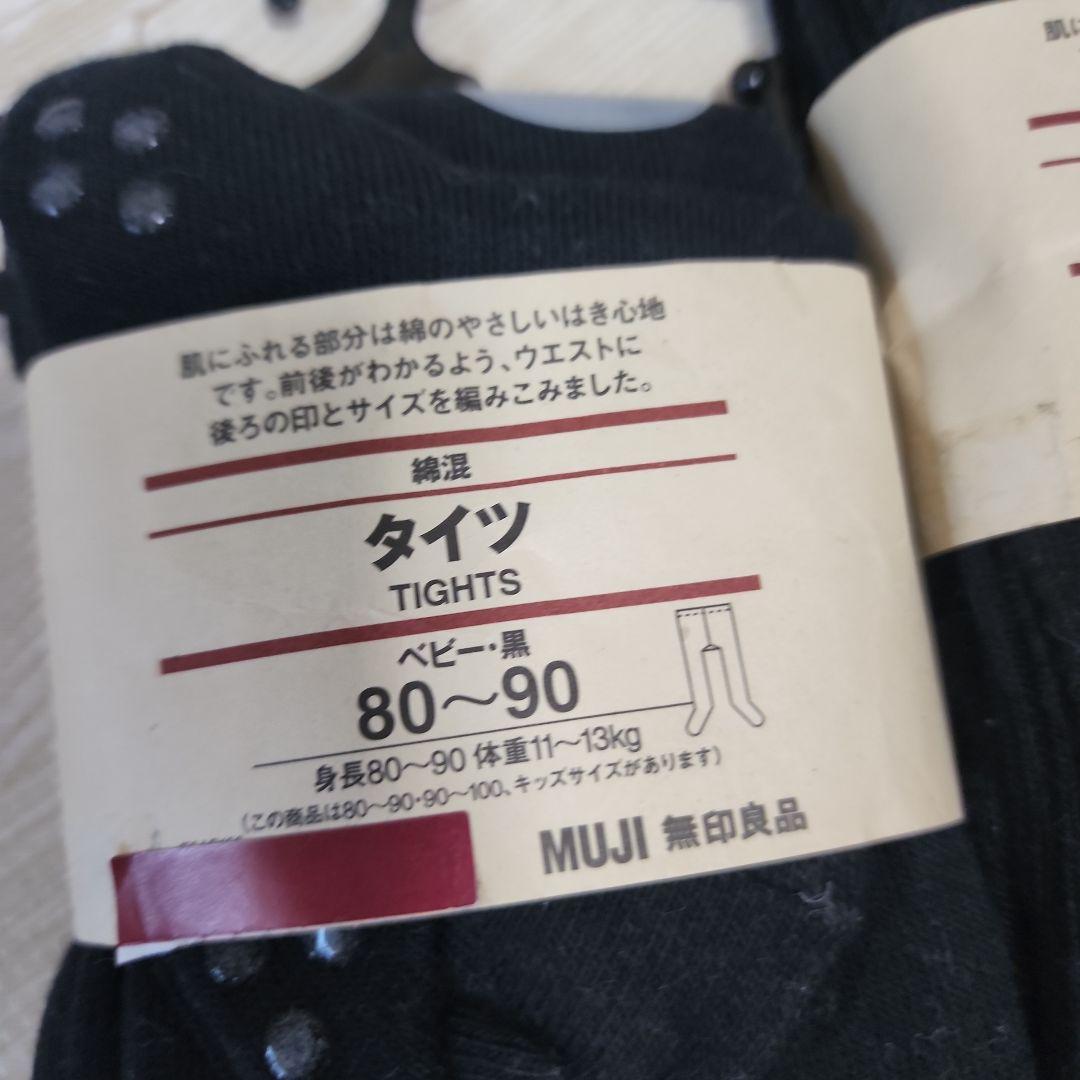 肌にふれる部分は綿のやさしいはき心地
です。前後がわかるよう、ウエストに
後ろの印とサイズを編みこみました。
綿混
タイツ
TIGHTS
ベビー・黒
80〜90
身長80〜90 体重11〜13kg
(この商品は80〜90・90〜100、キッズサイズがあります)
MUJI 無印良品
肌に